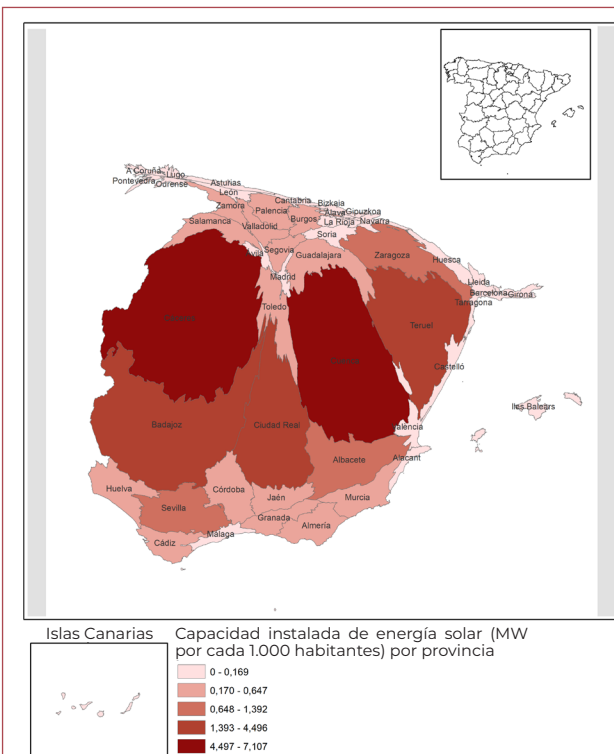 A Coruña
Lugo
Pontevedra
Ourense
Asturias
León
Zamora
Palencia
Cantabria
Bizkaia
Gipuzkoa
Álava
Burgos
La Rioja
Navarra
Salamanca
Valladolid
Soria
Ávila
Segovia
Guadalajara
Zaragoza
Huesca
Madrid
Lleida
Barcelona
Girona
Tarragona
Toledo
Teruel
Castelló
Illes Balears
Badajoz
Ciudad Real
Valencia
Albacete
Alacant
Huelva
Córdoba
Jaén
Murcia
Sevilla
Granada
Almería
Málaga
Cádiz
Islas Canarias
Capacidad instalada de energía solar (MW
por cada 1.000 habitantes) por provincia
0 - 0,169
0,170 - 0,647
0,648 - 1,392
1,393 - 4,496
4,497 - 7,107